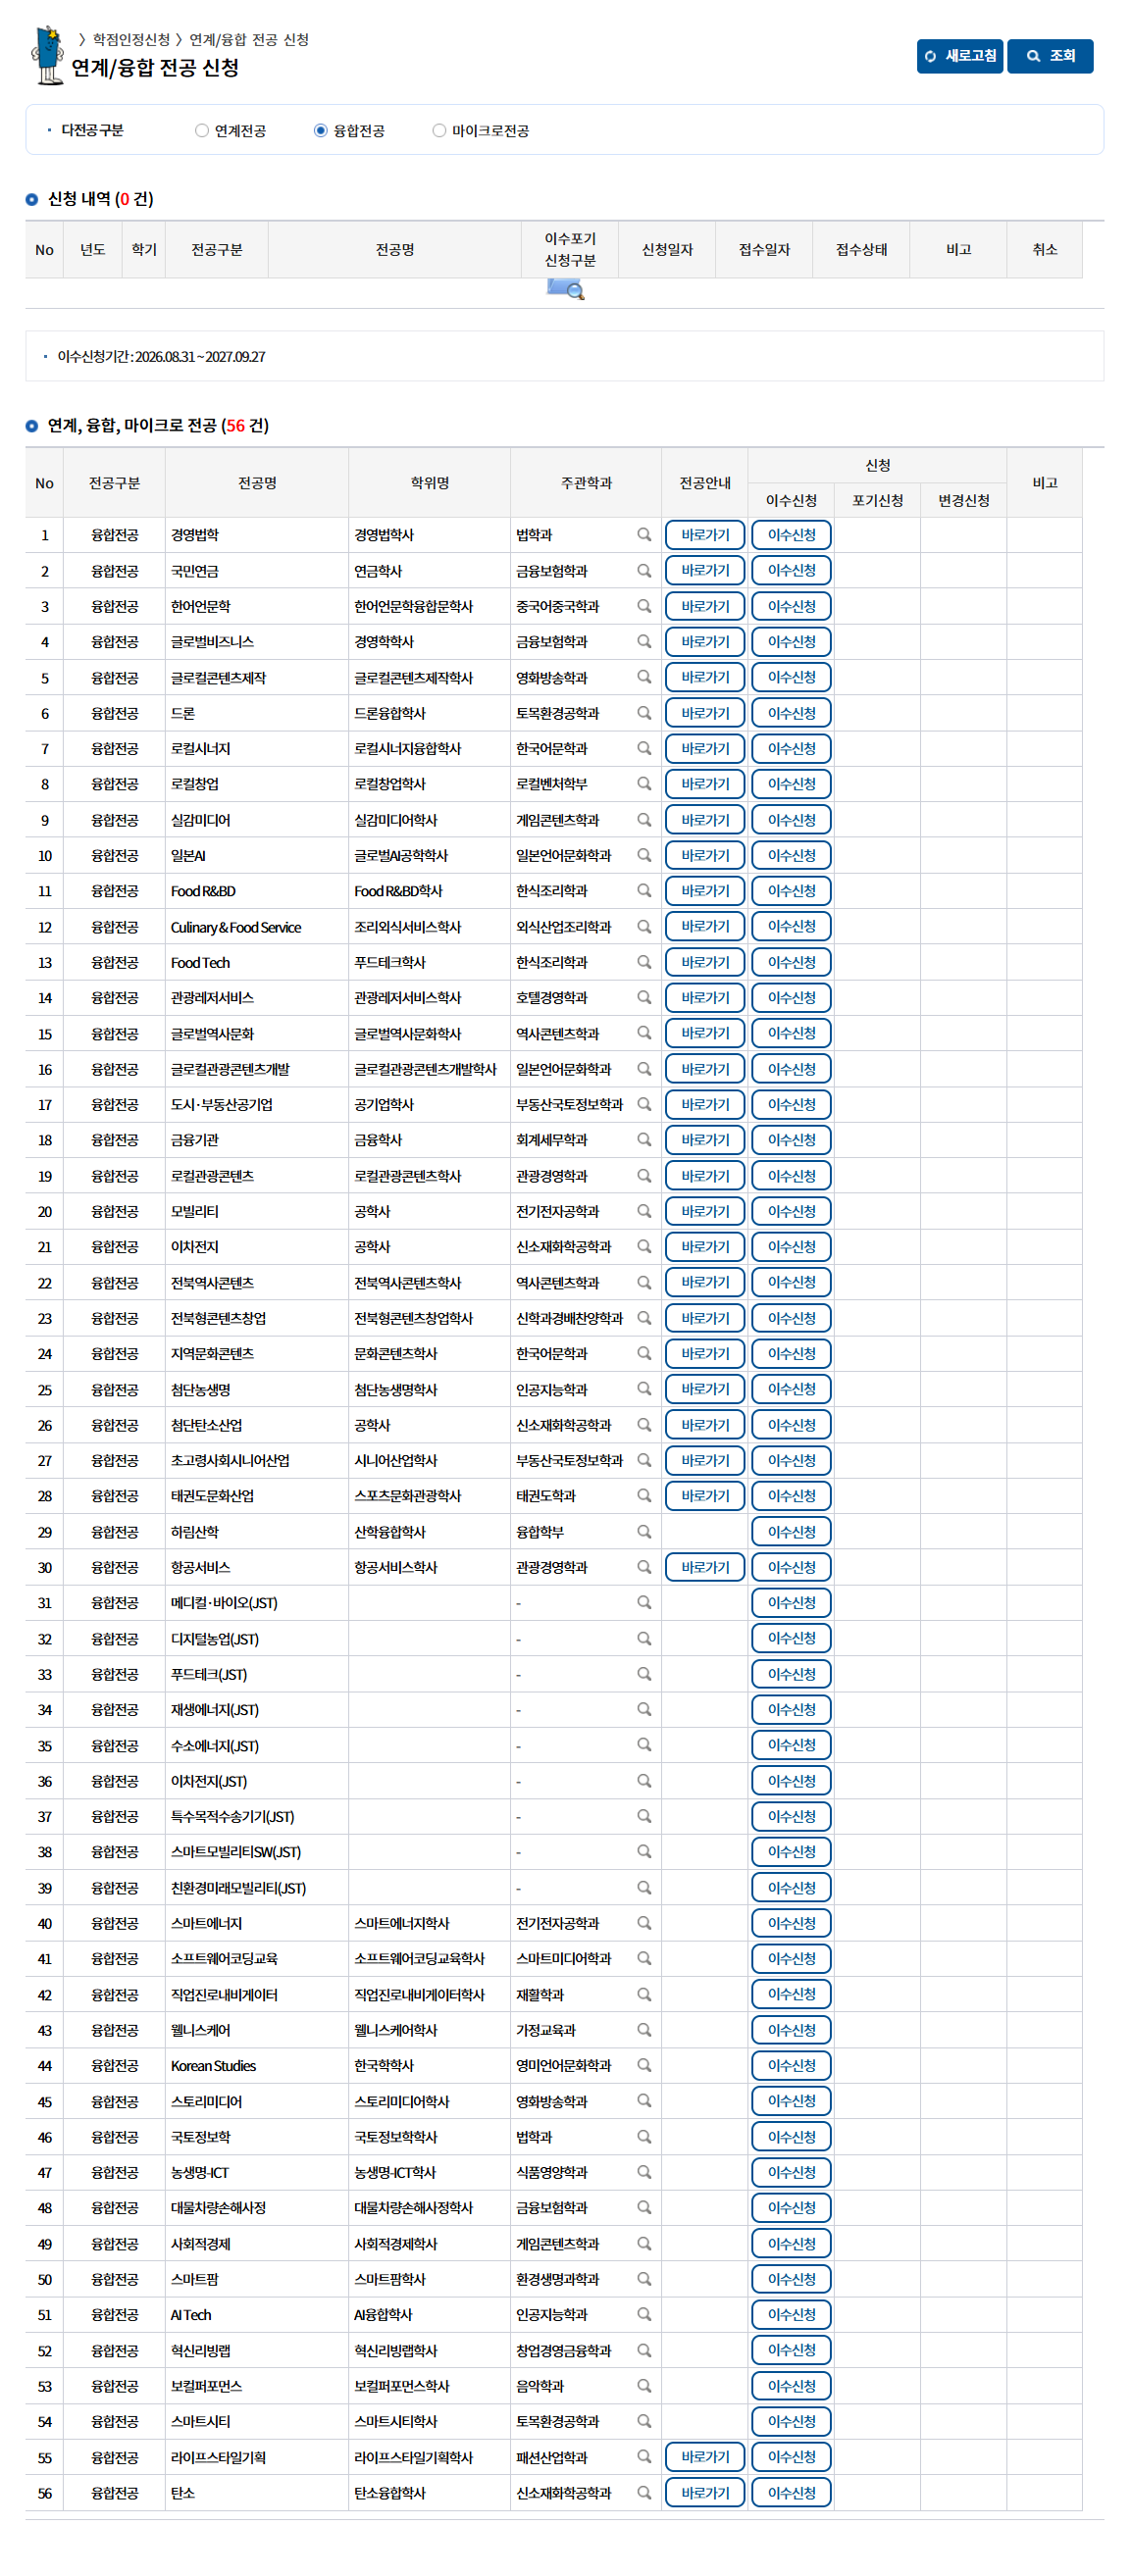 〉 학점인정신청 〉 연계/융합 전공 신청
연계/융합 전공 신청
새로고침 조회
다전공구분 연계전공 융합전공 마이크로전공
신청 내역 (0 건)
No 년도 학기 전공구분 전공명 이수포기 신청구분 신청일자 접수일자 접수상태 비고 취소
이수신청기간 : 2026.08.31 ~ 2027.09.27
연계, 융합, 마이크로 전공 (56 건)
No 전공구분 전공명 학위명 주관학과 전공안내 신청 비고
이수신청 포기신청 변경신청
1 융합전공 경영법학 경영법학사 법학과 바로가기 이수신청
2 융합전공 국민연금 연금학사 금융보험학과 바로가기 이수신청
3 융합전공 한어언문학 한어언문학융합문학사 중국어중국학과 바로가기 이수신청
4 융합전공 글로벌비즈니스 경영학학사 금융보험학과 바로가기 이수신청
5 융합전공 글로컬콘텐츠제작 글로컬콘텐츠제작학사 영화방송학과 바로가기 이수신청
6 융합전공 드론 드론융합학사 토목환경공학과 바로가기 이수신청
7 융합전공 로컬시너지 로컬시너지융합학사 한국어문학과 바로가기 이수신청
8 융합전공 로컬창업 로컬창업학사 로컬벤처학부 바로가기 이수신청
9 융합전공 실감미디어 실감미디어학사 게임콘텐츠학과 바로가기 이수신청
10 융합전공 일본AI 글로벌AI공학학사 일본언어문화학과 바로가기 이수신청
11 융합전공 Food R&BD Food R&BD학사 한식조리학과 바로가기 이수신청
12 융합전공 Culinary & Food Service 조리외식서비스학사 외식산업조리학과 바로가기 이수신청
13 융합전공 Food Tech 푸드테크학사 한식조리학과 바로가기 이수신청
14 융합전공 관광레저서비스 관광레저서비스학사 호텔경영학과 바로가기 이수신청
15 융합전공 글로벌역사문화 글로벌역사문화학사 역사콘텐츠학과 바로가기 이수신청
16 융합전공 글로컬관광콘텐츠개발 글로컬관광콘텐츠개발학사 일본언어문화학과 바로가기 이수신청
17 융합전공 도시·부동산공기업 공기업학사 부동산국토정보학과 바로가기 이수신청
18 융합전공 금융기관 금융학사 회계세무학과 바로가기 이수신청
19 융합전공 로컬관광콘텐츠 로컬관광콘텐츠학사 관광경영학과 바로가기 이수신청
20 융합전공 모빌리티 공학사 전기전자공학과 바로가기 이수신청
21 융합전공 이차전지 공학사 신소재화학공학과 바로가기 이수신청
22 융합전공 전북역사콘텐츠 전북역사콘텐츠학사 역사콘텐츠학과 바로가기 이수신청
23 융합전공 전북형콘텐츠창업 전북형콘텐츠창업학사 신학과경배찬양학과 바로가기 이수신청
24 융합전공 지역문화콘텐츠 문화콘텐츠학사 한국어문학과 바로가기 이수신청
25 융합전공 첨단농생명 첨단농생명학사 인공지능학과 바로가기 이수신청
26 융합전공 첨단탄소산업 공학사 신소재화학공학과 바로가기 이수신청
27 융합전공 초고령사회시니어산업 시니어산업학사 부동산국토정보학과 바로가기 이수신청
28 융합전공 태권도문화산업 스포츠문화관광학사 태권도학과 바로가기 이수신청
29 융합전공 하림산학 산학융합학사 융합학부 이수신청
30 융합전공 항공서비스 항공서비스학사 관광경영학과 바로가기 이수신청
31 융합전공 메디컬·바이오(JST) - 이수신청
32 융합전공 디지털농업(JST) - 이수신청
33 융합전공 푸드테크(JST) - 이수신청
34 융합전공 재생에너지(JST) - 이수신청
35 융합전공 수소에너지(JST) - 이수신청
36 융합전공 이차전지(JST) - 이수신청
37 융합전공 특수목적수송기기(JST) - 이수신청
38 융합전공 스마트모빌리티SW(JST) - 이수신청
39 융합전공 친환경미래모빌리티(JST) - 이수신청
40 융합전공 스마트에너지 스마트에너지학사 전기전자공학과 이수신청
41 융합전공 소프트웨어코딩교육 소프트웨어코딩교육학사 스마트미디어학과 이수신청
42 융합전공 직업진로내비게이터 직업진로내비게이터학사 재활학과 이수신청
43 융합전공 웰니스케어 웰니스케어학사 가정교육과 이수신청
44 융합전공 Korean Studies 한국학학사 영미언어문화학과 이수신청
45 융합전공 스토리미디어 스토리미디어학사 영화방송학과 이수신청
46 융합전공 국토정보학 국토정보학학사 법학과 이수신청
47 융합전공 농생명-ICT 농생명-ICT학사 식품영양학과 이수신청
48 융합전공 대물차량손해사정 대물차량손해사정학사 금융보험학과 이수신청
49 융합전공 사회적경제 사회적경제학사 게임콘텐츠학과 이수신청
50 융합전공 스마트팜 스마트팜학사 환경생명과학과 이수신청
51 융합전공 AI Tech AI융합학사 인공지능학과 이수신청
52 융합전공 혁신리빙랩 혁신리빙랩학사 창업경영금융학과 이수신청
53 융합전공 보컬퍼포먼스 보컬퍼포먼스학사 음악학과 이수신청
54 융합전공 스마트시티 스마트시티학사 토목환경공학과 이수신청
55 융합전공 라이프스타일기획 라이프스타일기획학사 패션산업학과 바로가기 이수신청
56 융합전공 탄소 탄소융합학사 신소재화학공학과 바로가기 이수신청